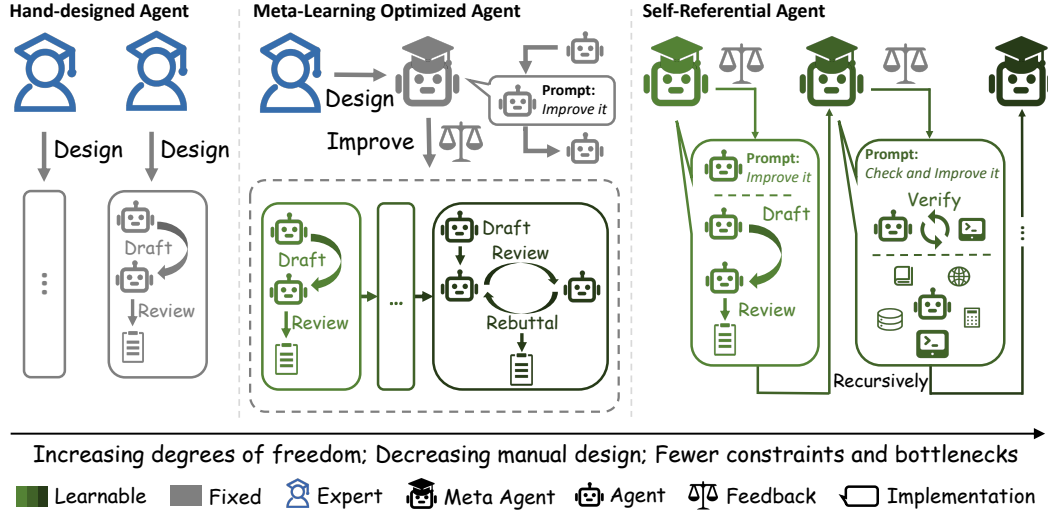 Hand-designed Agent
Design
Design
...
Draft
Review
Meta-Learning Optimized Agent
Design
Prompt:
Improve it
Improve
Draft
Review
...
Draft
Review
Rebuttal
Self-Referential Agent
Prompt:
Improve it
Draft
Review
Prompt:
Check and Improve it
Verify
...
Recursively
Increasing degrees of freedom; Decreasing manual design; Fewer constraints and bottlenecks
Learnable Fixed Expert Meta Agent Agent Feedback Implementation